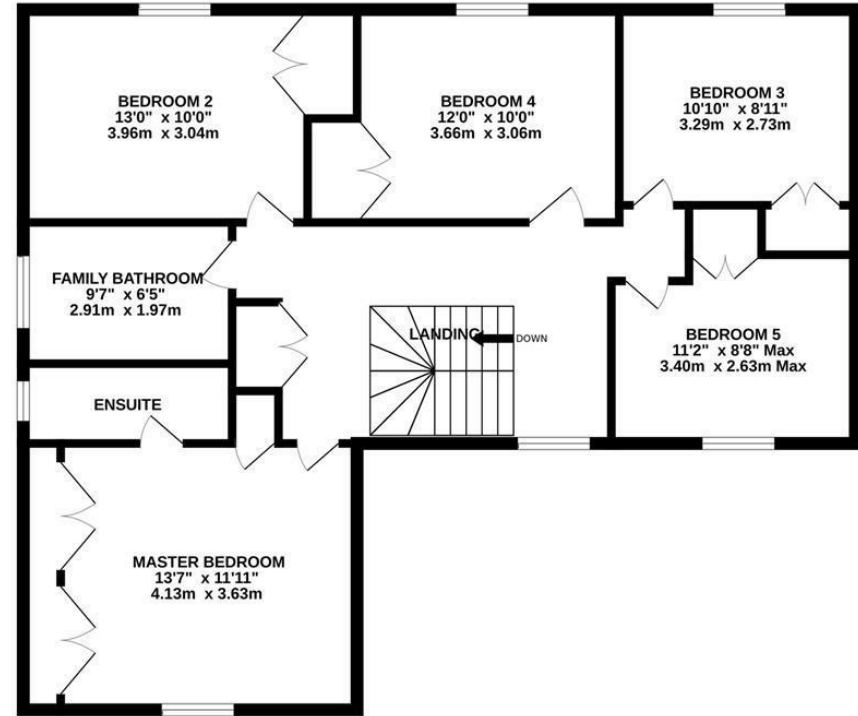 BEDROOM 2
13'0" x 10'0"
3.96m x 3.04m
BEDROOM 4
12'0" x 10'0"
3.66m x 3.06m
BEDROOM 3
10'10" x 8'11"
3.29m x 2.73m
FAMILY BATHROOM
9'7" x 6'5"
2.91m x 1.97m
LANDING
DOWN
BEDROOM 5
11'2" x 8'8" Max
3.40m x 2.63m Max
ENSUITE
MASTER BEDROOM
13'7" x 11'11"
4.13m x 3.63m